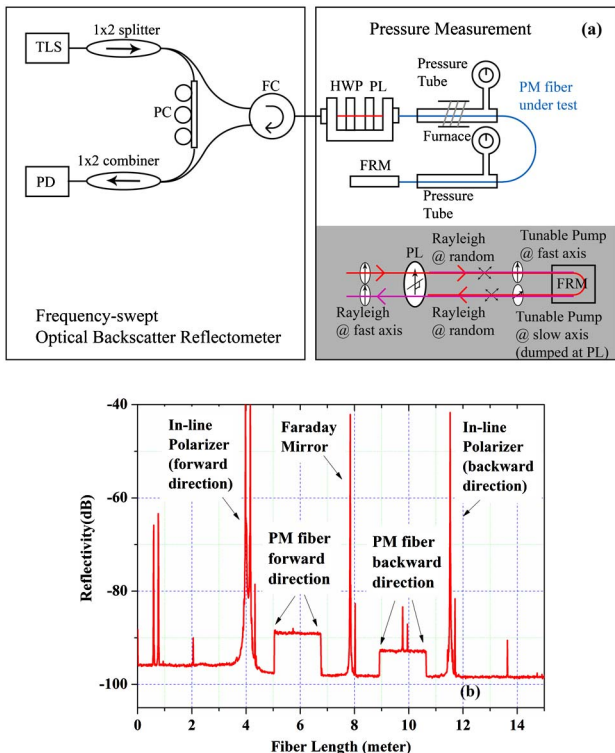 TLS
1x2 splitter
PC
FC
1x2 combiner
PD
Frequency-swept
Optical Backscatter Reflectometer
Pressure Measurement
(a)
Pressure
Tube
HWP PL
PM fiber
under test
Furnace
FRM
Pressure
Tube
PL
Rayleigh
@ random
Tunable Pump
@ fast axis
FRM
Rayleigh
@ fast axis
Rayleigh
@ random
Tunable Pump
@ slow axis
(dumped at PL)
-40
-60
-80
-100
Reflectivity(dB)
In-line
Polarizer
(forward
direction)
Faraday
Mirror
In-line
Polarizer
(backward
direction)
PM fiber
forward
direction
PM fiber
backward
direction
(b)
0 2 4 6 8 10 12 14
Fiber Length (meter)